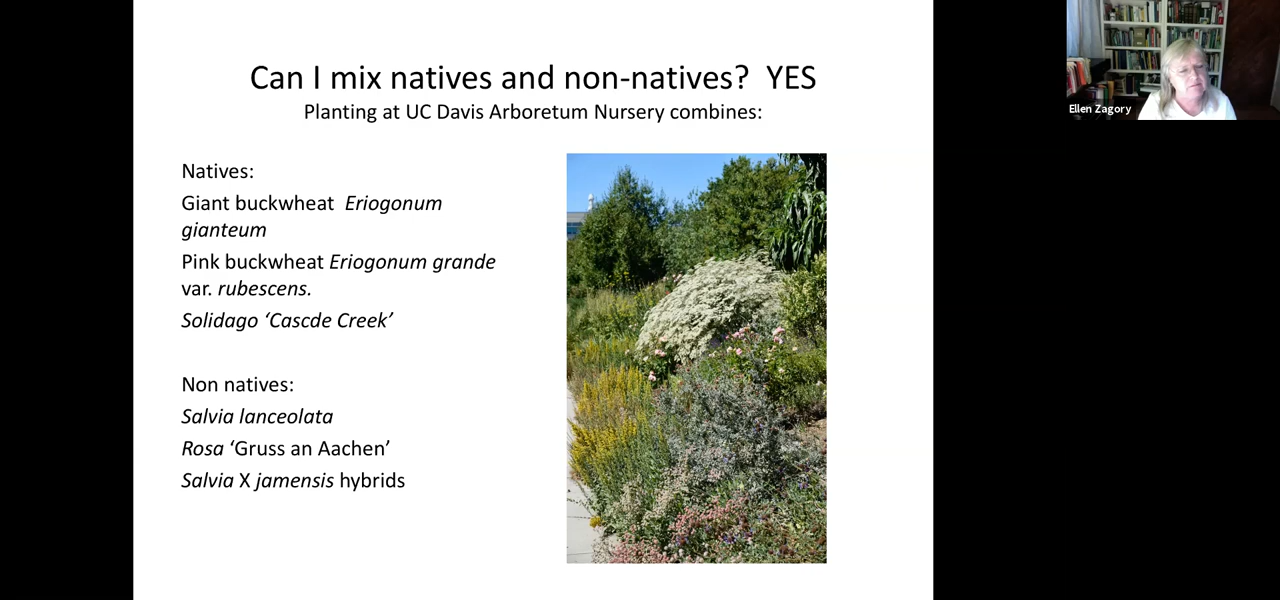 Can I mix natives and non-natives?  YES
Planting at UC Davis Arboretum Nursery combines:
Natives:
Giant buckwheat  Eriogonum
gianteum
Pink buckwheat Eriogonum grande
var. rubescens.
Solidago ‘Cascde Creek’
Non natives:
Salvia lanceolata
Rosa ‘Gruss an Aachen’
Salvia X jamensis hybrids
Ellen Zagory